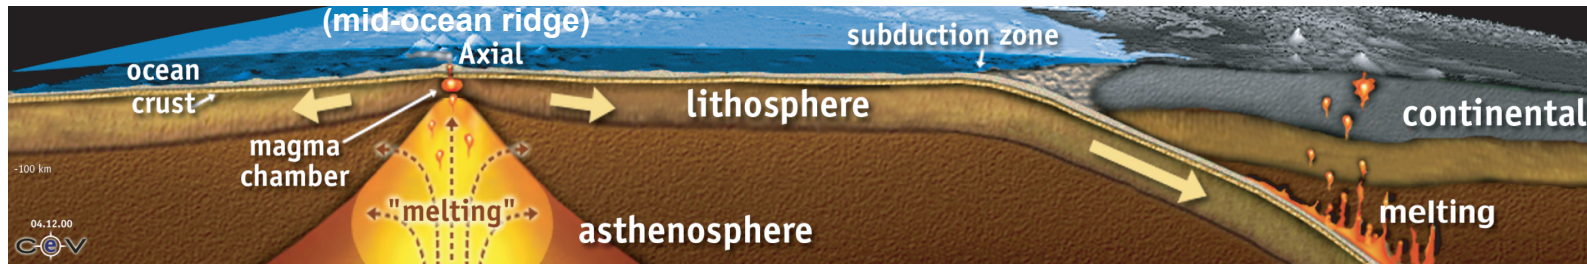 (mid-ocean ridge)
Axial
subduction zone
ocean
crust
lithosphere
continental
magma
chamber
-100 km
"melting"
melting
asthenosphere
04.12.00
CeV